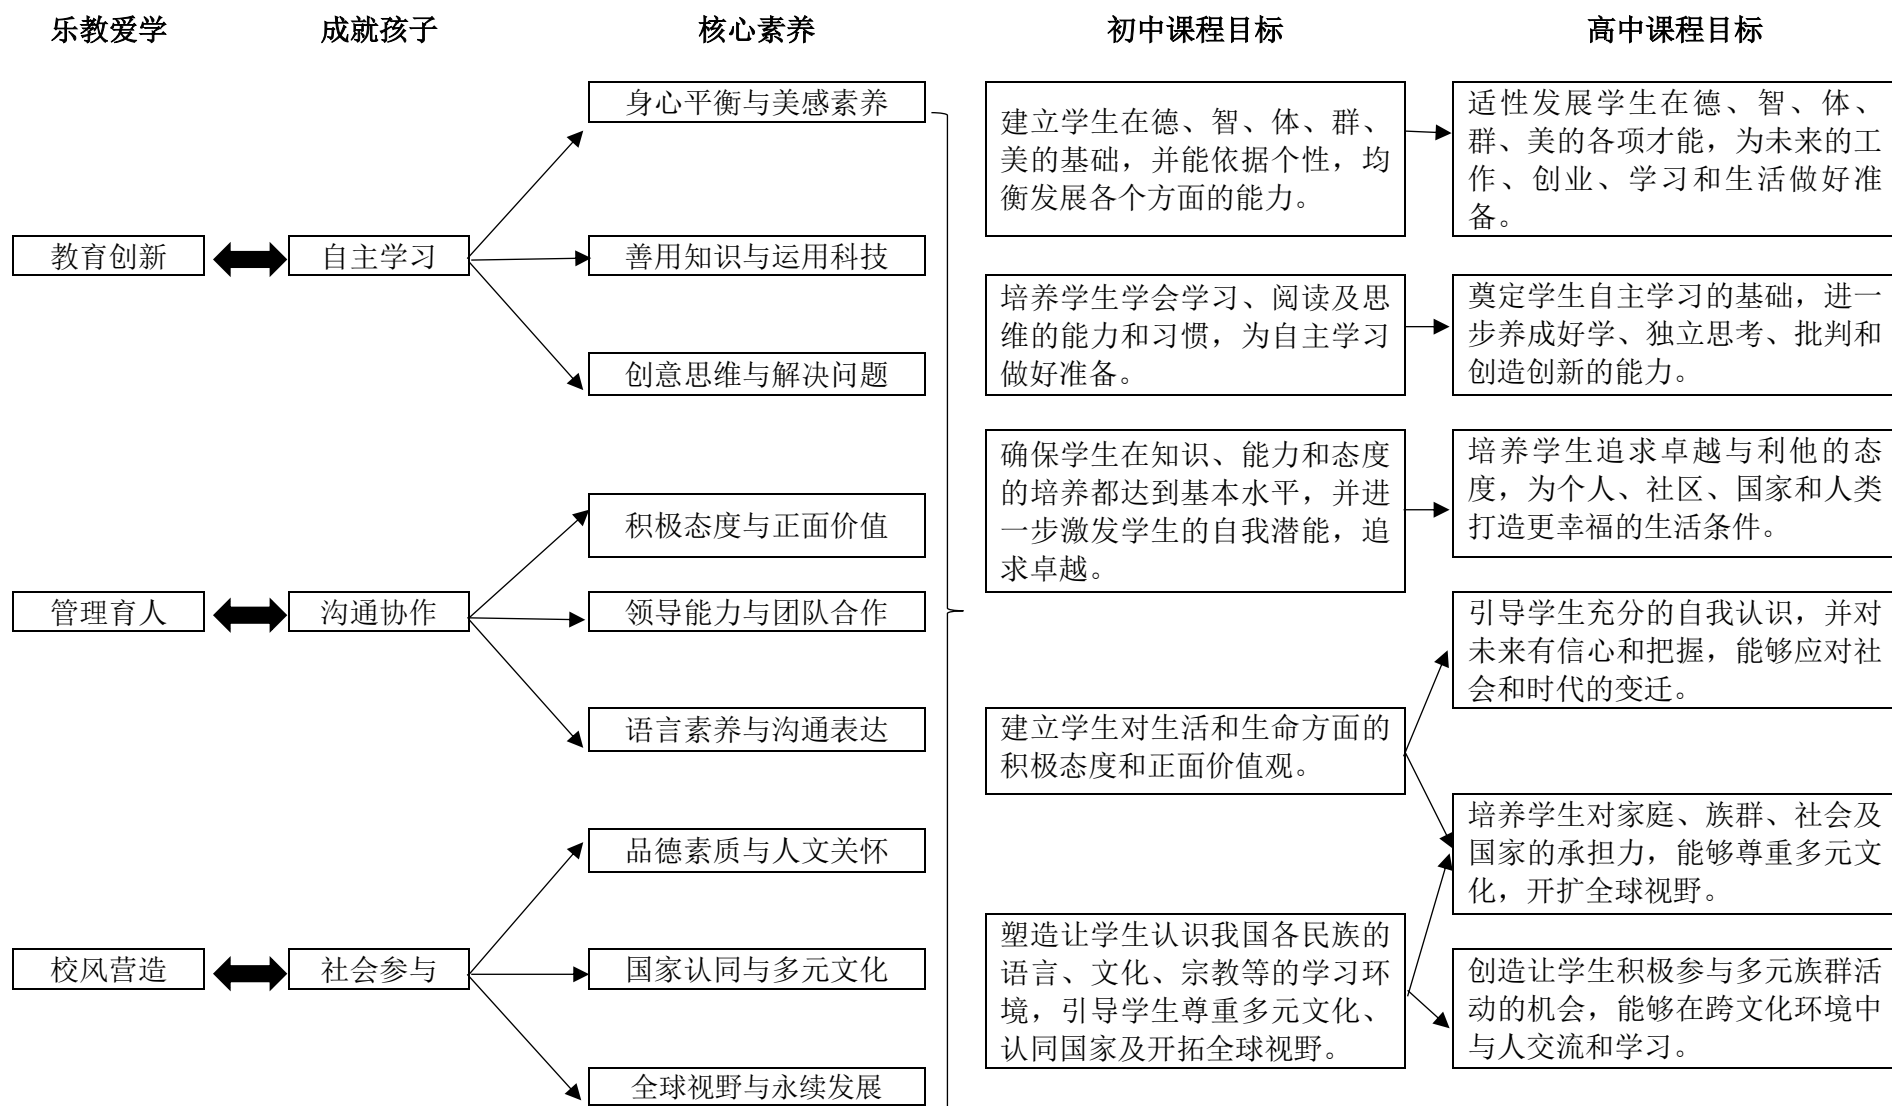 乐教爱学
成就孩子
核心素养
初中课程目标
高中课程目标
教育创新
自主学习
身心平衡与美感素养
善用知识与运用科技
创意思维与解决问题
管理育人
沟通协作
积极态度与正面价值
领导能力与团队合作
语言素养与沟通表达
校风营造
社会参与
品德素质与人文关怀
国家认同与多元文化
全球视野与永续发展
建立学生在德、智、体、群、
美的基础，并能依据个性，均
衡发展各个方面的能力。
培养学生学会学习、阅读及思
维的能力和习惯，为自主学习
做好准备。
确保学生在知识、能力和态度
的培养都达到基本水平，并进
一步激发学生的自我潜能，追
求卓越。
建立学生对生活和生命方面的
积极态度和正面价值观。
塑造让学生认识我国各民族的
语言、文化、宗教等的学习环
境，引导学生尊重多元文化、
认同国家及开拓全球视野。
适性发展学生在德、智、体、
群、美的各项才能，为未来的工
作、创业、学习和生活做好准
备。
奠定学生自主学习的基础，进一
步养成好学、独立思考、批判和
创造创新的能力。
培养学生追求卓越与利他的态
度，为个人、社区、国家和人类
打造更幸福的生活条件。
引导学生充分的自我认识，并对
未来有信心和把握，能够应对社
会和时代的变迁。
培养学生对家庭、族群、社会及
国家的承担力，能够尊重多元文
化，开扩全球视野。
创造让学生积极参与多元族群活
动的机会，能够在跨文化环境中
与人交流和学习。